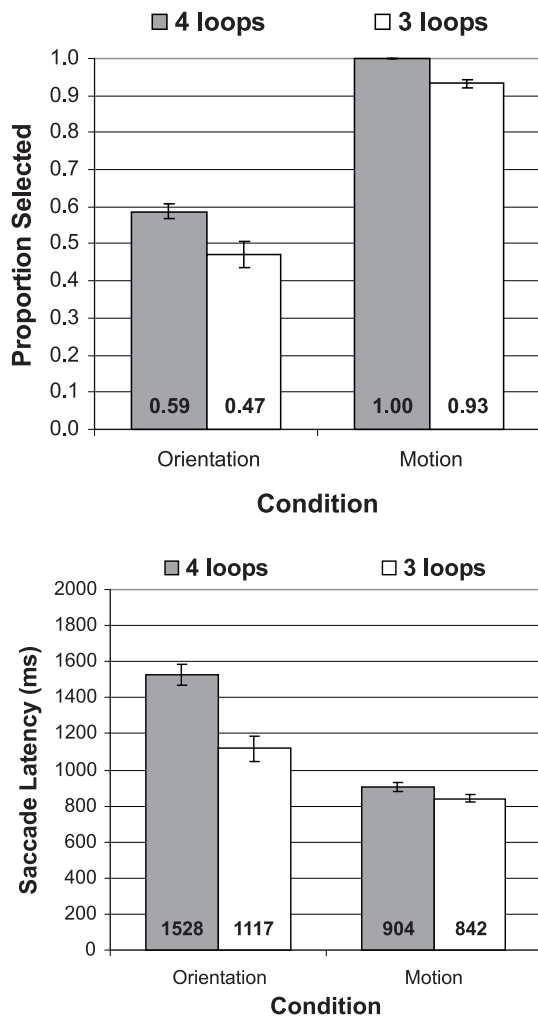 4 loops 3 loops
Proportion Selected
1.0
0.9
0.8
0.7
0.6
0.5
0.4
0.3
0.2
0.1
0.0
0.59 0.47 1.00 0.93
Orientation Motion
Condition
4 loops 3 loops
Saccade Latency (ms)
2000
1800
1600
1400
1200
1000
800
600
400
200
0
1528 1117 904 842
Orientation Motion
Condition